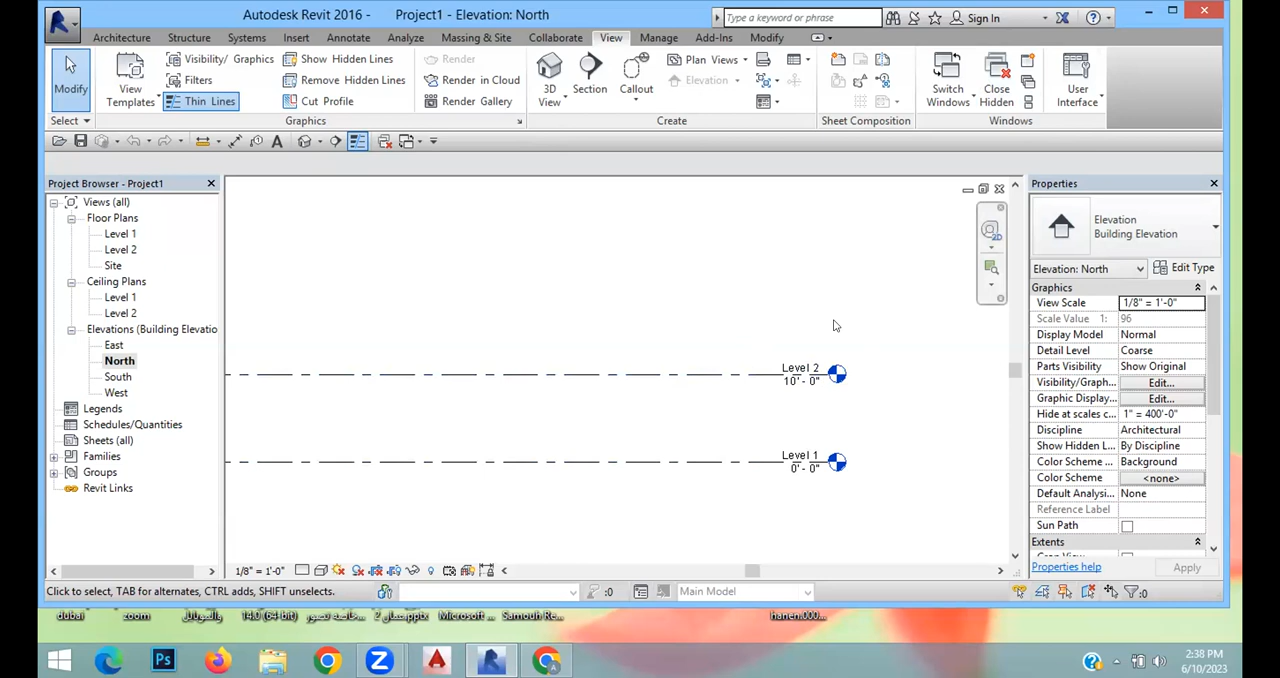 Autodesk Revit 2016 - Project1 - Elevation: North
Type a keyword or phrase
Sign In
Architecture Structure Systems Insert Annotate Analyze Massing & Site Collaborate View Manage Add-Ins Modify
Modify
View Templates
Visibility/ Graphics
Filters
Thin Lines
Show Hidden Lines
Remove Hidden Lines
Cut Profile
Render
Render in Cloud
Render Gallery
3D View
Section
Callout
Plan Views
Elevation
Switch Windows
Close Hidden
User Interface
Select Graphics Create Sheet Composition Windows
Project Browser - Project1
Views (all)
Floor Plans
Level 1
Level 2
Site
Ceiling Plans
Level 1
Level 2
Elevations (Building Elevatio
East
North
South
West
Legends
Schedules/Quantities
Sheets (all)
Families
Groups
Revit Links
2D
Level 2
10' - 0"
Level 1
0' - 0"
Properties
Elevation
Building Elevation
Elevation: North
Edit Type
Graphics
View Scale 1/8" = 1'-0"
Scale Value 1: 96
Display Model Normal
Detail Level Coarse
Parts Visibility Show Original
Visibility/Graph... Edit...
Graphic Display... Edit...
Hide at scales c... 1" = 400'-0"
Discipline Architectural
Show Hidden L... By Discipline
Color Scheme ... Background
Color Scheme <none>
Default Analysi... None
Reference Label
Sun Path
Extents
Properties help
Apply
1/8" = 1'-0"
Click to select, TAB for alternates, CTRL adds, SHIFT unselects.
:0
Main Model
:0
dubai
zoom
Microsoft ...
hanen.000...
2:38 PM
6/10/2023